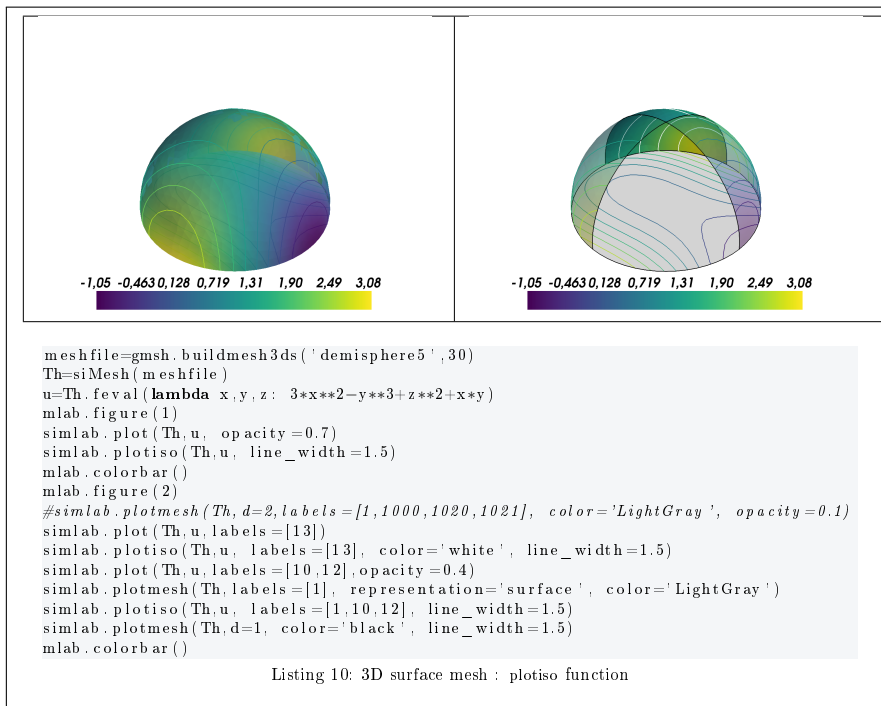 -1,05 -0,463 0,128 0,719 1,31 1,90 2,49 3,08
-1,05 -0,463 0,128 0,719 1,31 1,90 2,49 3,08
meshfile=gmsh.buildmesh3ds('demisphere5',30)
Th=siMesh(meshfile)
u=Th.feval(lambda x,y,z: 3*x**2-y**3+z**2+x*y)
mlab.figure(1)
simlab.plot(Th,u, opacity=0.7)
simlab.plotiso(Th,u, line_width=1.5)
mlab.colorbar()
mlab.figure(2)
#simlab.plotmesh(Th,d=2,labels=[1,1000,1020,1021], color='LightGray', opacity=0.1)
simlab.plot(Th,u,labels=[13])
simlab.plotiso(Th,u, labels=[13], color='white', line_width=1.5)
simlab.plot(Th,u,labels=[10,12],opacity=0.4)
simlab.plotmesh(Th,labels=[1], representation='surface', color='LightGray')
simlab.plotiso(Th,u, labels=[1,10,12], line_width=1.5)
simlab.plotmesh(Th,d=1, color='black', line_width=1.5)
mlab.colorbar()
Listing 10: 3D surface mesh : plotiso function